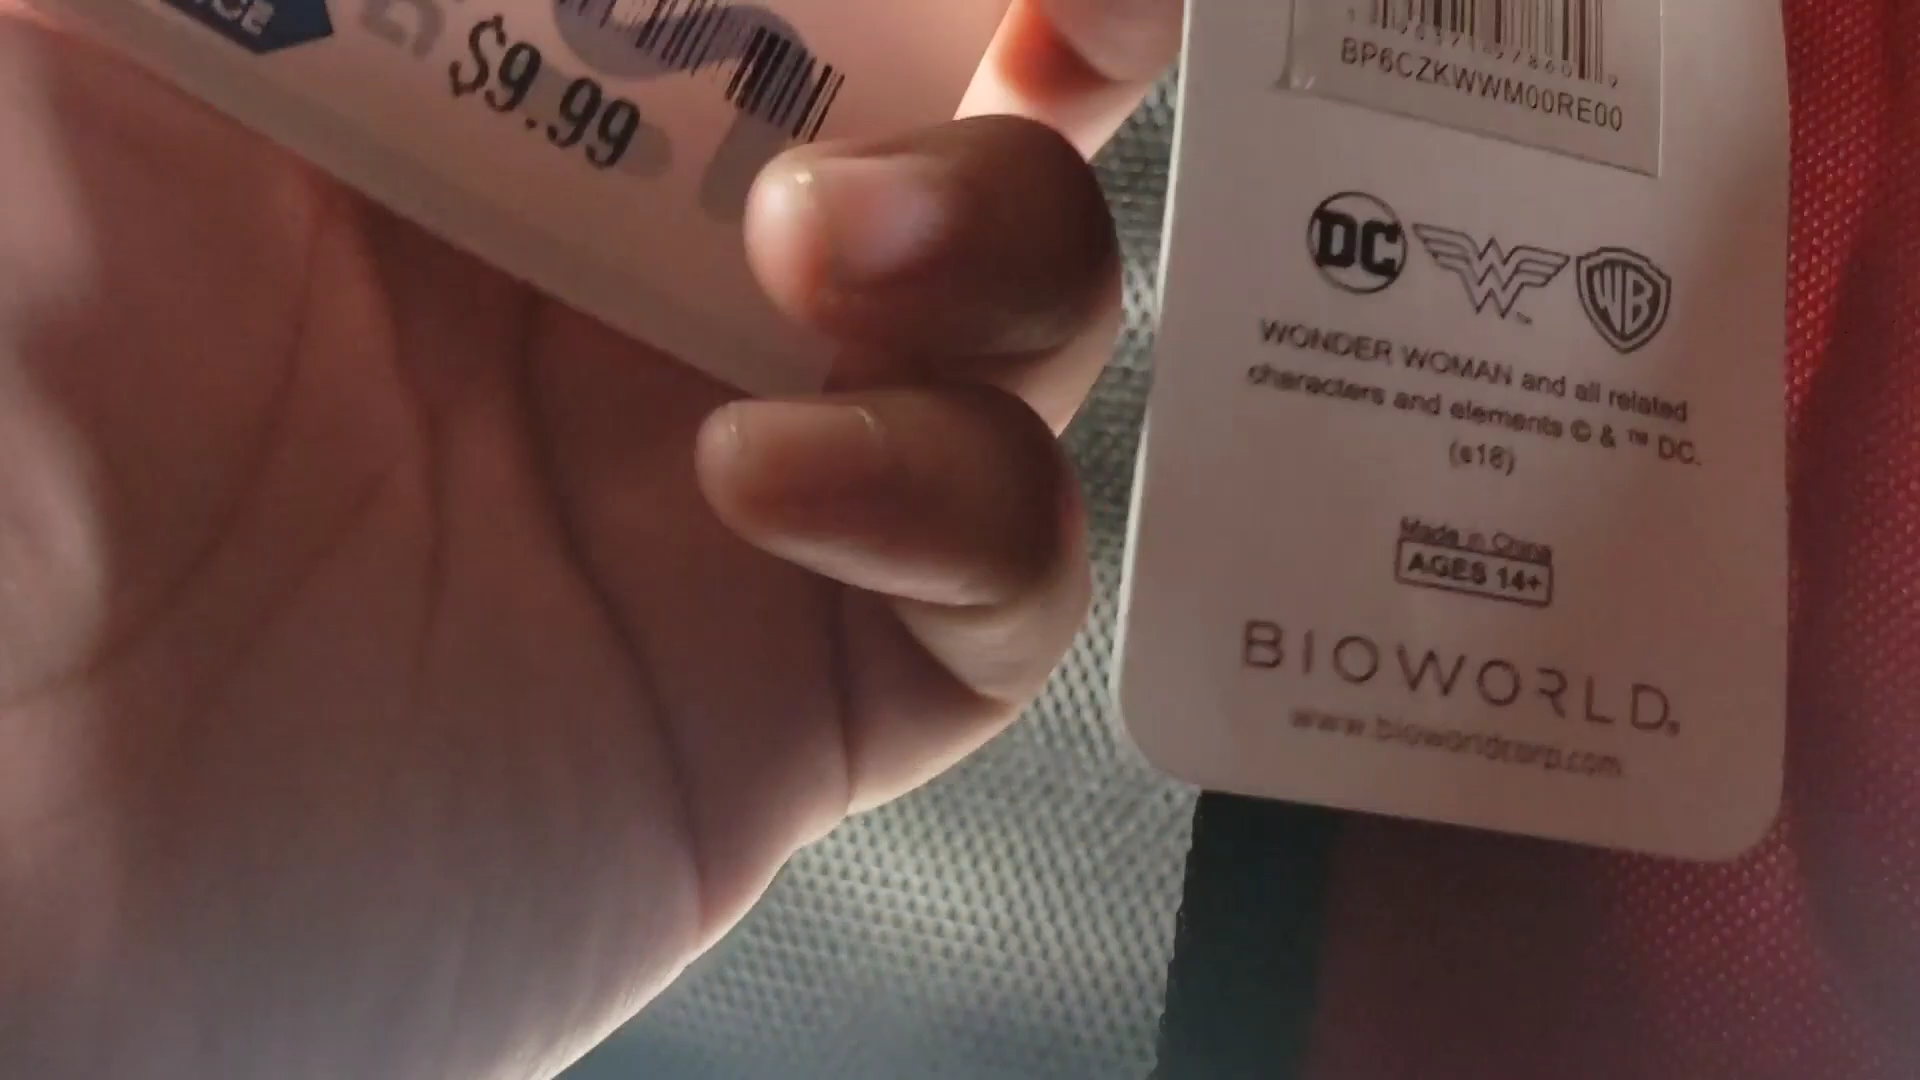 $9.99
BP6CZKWWM00RE00
DC
W
WB
WONDER WOMAN and all related
characters and elements © & ™ DC.
(s18)
Made in China
AGES 14+
BIOWORLD
www.bioworldcorp.com